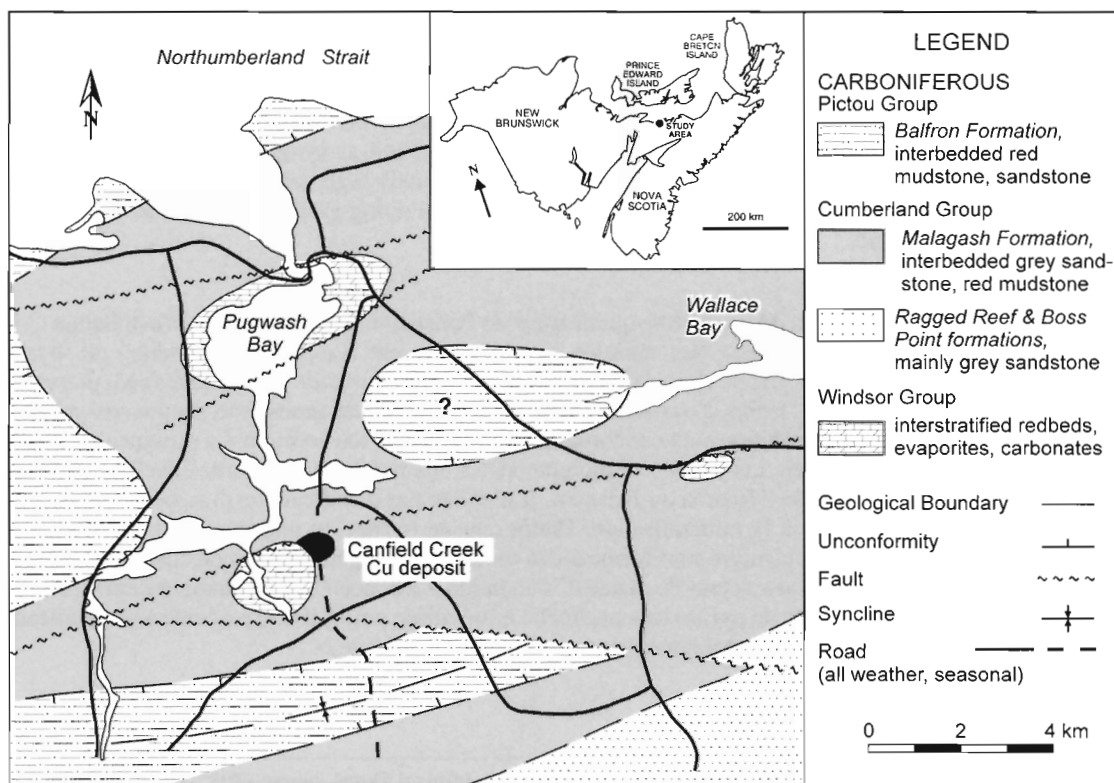 Northumberland Strait
N
Pugwash
Bay
?
Wallace
Bay
Canfield Creek
Cu deposit
CAPE
BRETCN
ISLAND
PRINCE
EDWARD
ISLAND
NEW
BRUNSWICK
STUDY
AREA
N
NOVA
SCOTIA
200 km
LEGEND
CARBONIFEROUS
Pictou Group
Balfron Formation,
interbedded red
mudstone, sandstone
Cumberland Group
Malagash Formation,
interbedded grey sand-
stone, red mudstone
Ragged Reef & Boss
Point formations,
mainly grey sandstone
Windsor Group
interstratified redbeds,
evaporites, carbonates
Geological Boundary
Unconformity
Fault
Syncline
Road
(all weather, seasonal)
0 2 4 km